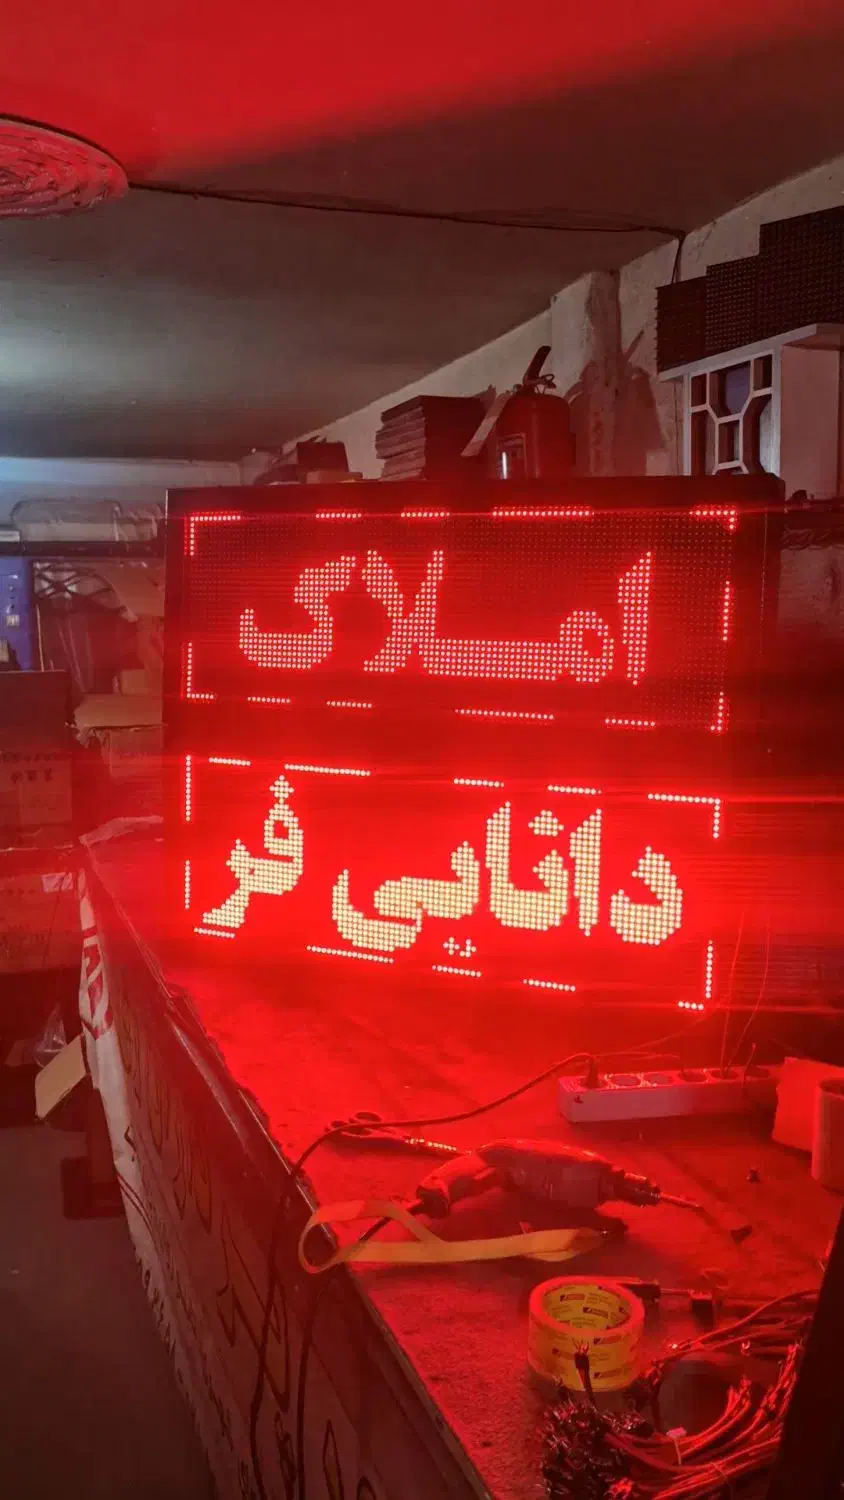 املاک
دانایی فر